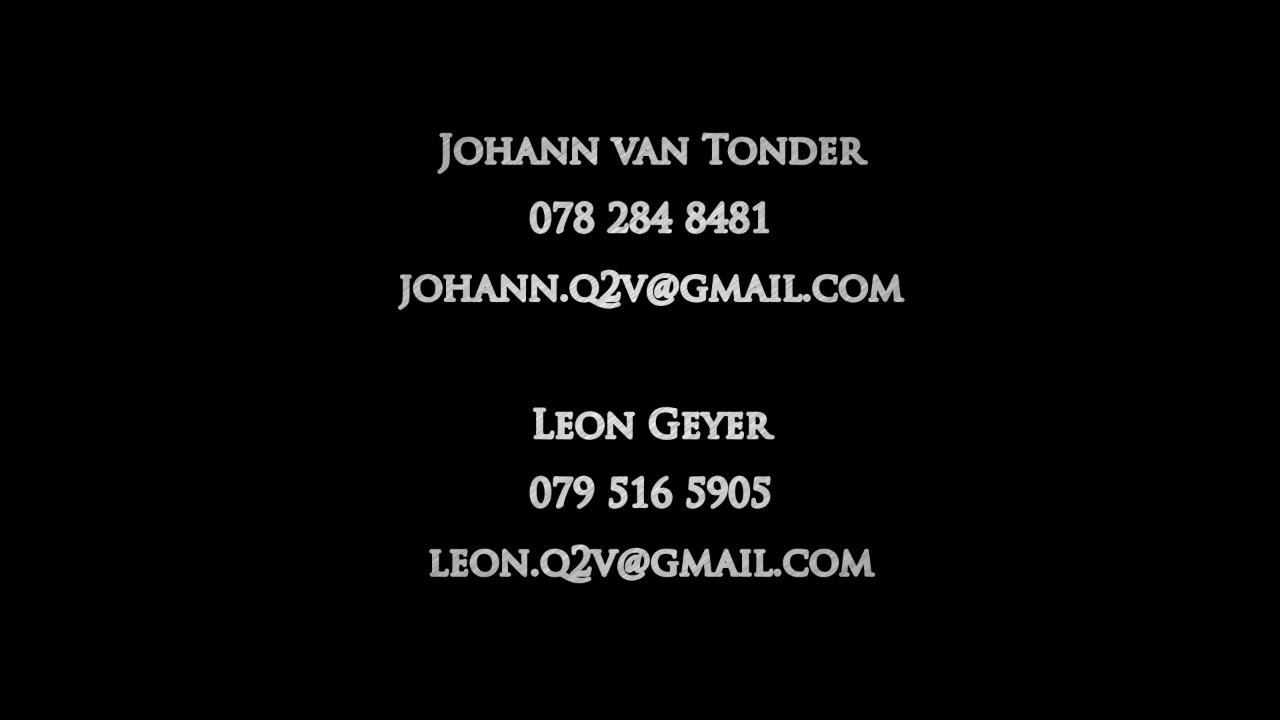 Johann van Tonder
078 284 8481
johann.q2v@gmail.com
Leon Geyer
079 516 5905
leon.q2v@gmail.com